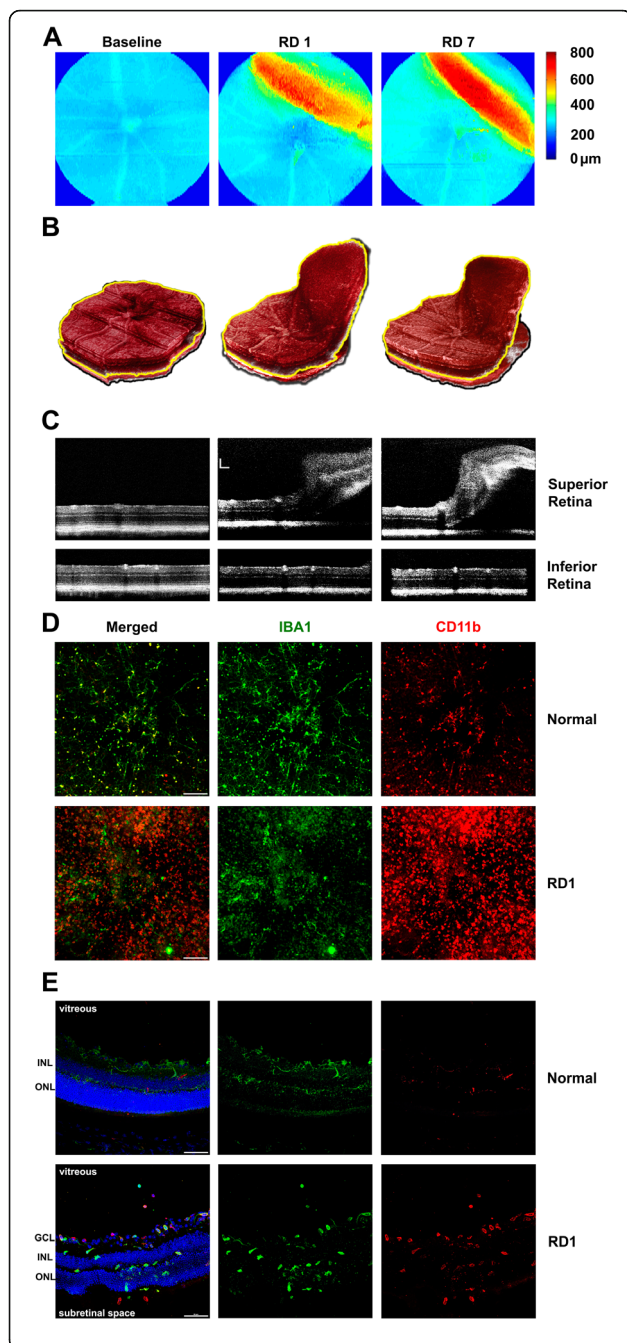 A
Baseline
RD 1
RD 7
800
600
400
200
0 µm
B
C
Superior
Retina
Inferior
Retina
D
Merged
IBA1
CD11b
Normal
RD1
E
vitreous
INL
ONL
Normal
vitreous
GCL
INL
ONL
subretinal space
RD1